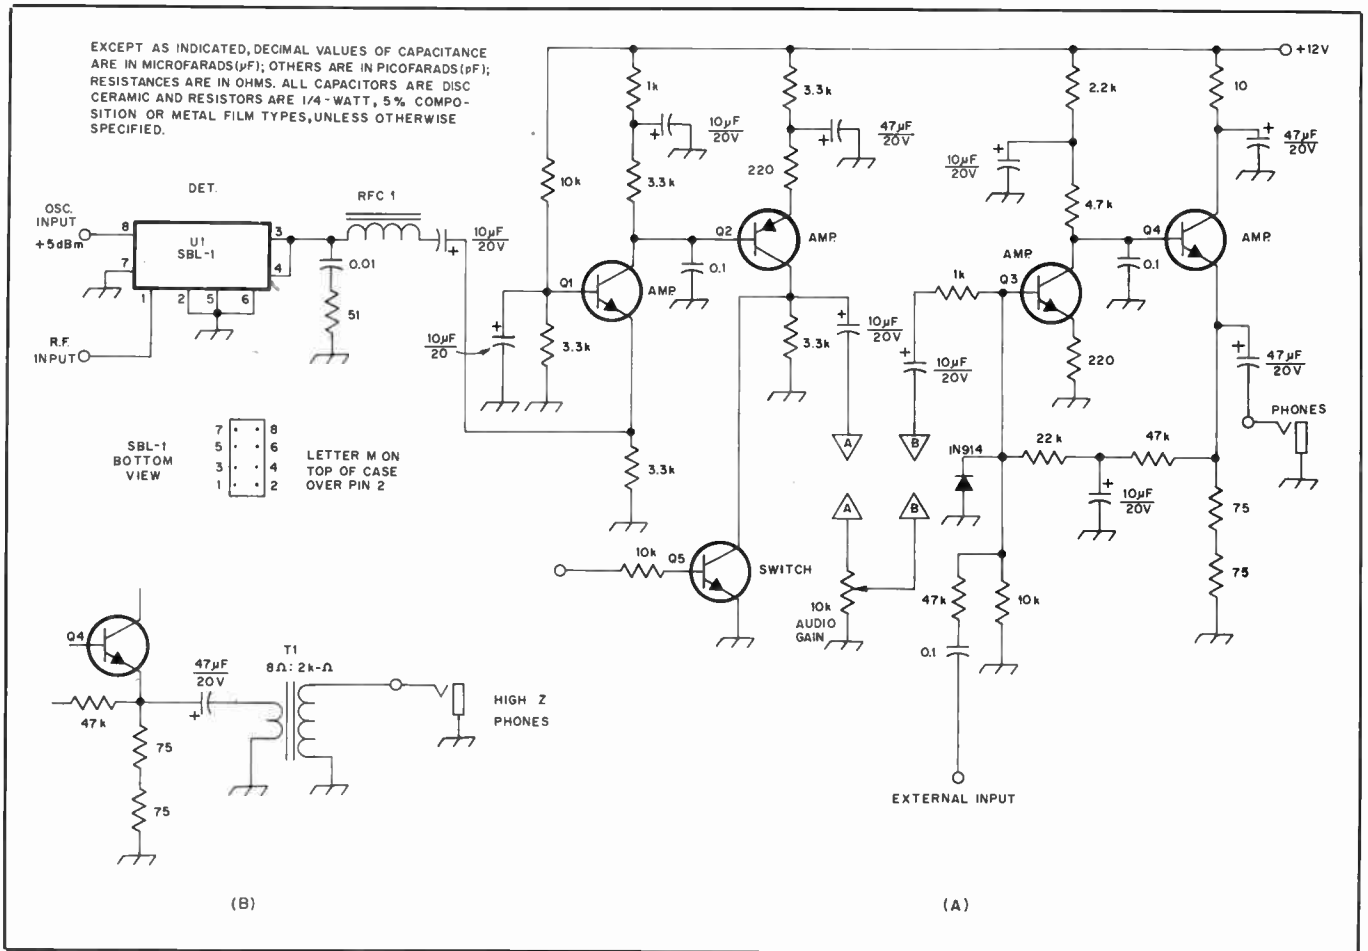 EXCEPT AS INDICATED, DECIMAL VALUES OF CAPACITANCE
ARE IN MICROFARADS (µF); OTHERS ARE IN PICOFARADS (pF);
RESISTANCES ARE IN OHMS. ALL CAPACITORS ARE DISC
CERAMIC AND RESISTORS ARE 1/4-WATT, 5% COMPO-
SITION OR METAL FILM TYPES, UNLESS OTHERWISE
SPECIFIED.
+12V
1k
10µF
20V
3.3k
47µF
20V
2.2k
10
47µF
20V
10k
3.3k
220
10µF
20V
4.7k
DET.
RFC 1
OSC.
INPUT
+5dBm
8
7
U1
SBL-1
3
4
1
2
5
6
0.01
51
10µF
20V
R.F.
INPUT
Q1
AMP.
0.1
Q2
AMP.
10µF
20
3.3k
3.3k
3.3k
10µF
20V
1k
Q3
AMP.
0.1
Q4
AMP.
10µF
20V
220
47µF
20V
PHONES
SBL-1
BOTTOM
VIEW
7
8
5
6
3
4
1
2
LETTER M ON
TOP OF CASE
OVER PIN 2
A
B
1N914
22k
47k
10µF
20V
75
75
A
B
10k
Q5
SWITCH
10k
AUDIO
GAIN
47k
10k
0.1
EXTERNAL INPUT
Q4
47µF
20V
T1
8Ω:2k-Ω
47k
75
75
HIGH Z
PHONES
(B)
(A)